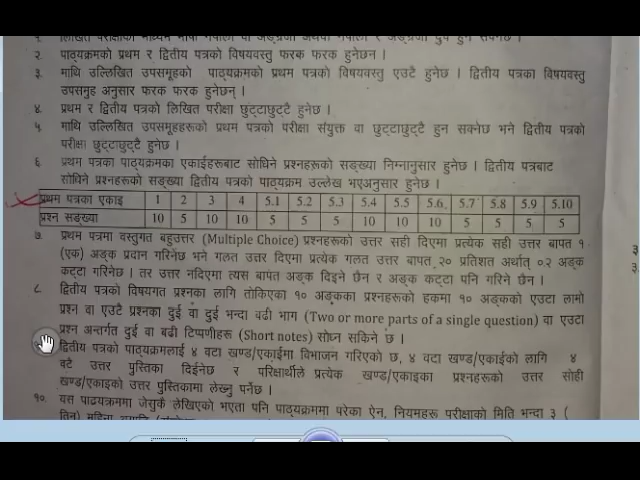 १. लिखित परीक्षाको माध्यम भाषा नेपाली वा अंग्रेजी अथवा नेपाली र अंग्रेजी दुवै हुन सक्नेछ ।
२. पाठ्यक्रमको प्रथम र द्वितीय पत्रको विषयवस्तु फरक फरक हुनेछन ।
३. माथि उल्लिखित उपसमूहको पाठ्यक्रमको प्रथम पत्रको विषयवस्तु एउटै हुनेछ । द्वितीय पत्रका विषयवस्तु
उपसमुह अनुसार फरक फरक हुनेछन् ।
४. प्रथम र द्वितीय पत्रको लिखित परीक्षा छुट्टाछुट्टै हुनेछ ।
५ माथि उल्लिखित उपसमूहहरुको प्रथम पत्रको परीक्षा संयुक्त वा छुट्टाछुट्टै हुन सक्नेछ भने द्वितीय पत्रको
परीक्षा छुट्टाछुट्टै हुनेछ ।
६ प्रथम पत्रका पाठ्यक्रमका एकाईहरूबाट सोधिने प्रश्नहरूको सङ्ख्या निम्नानुसार हुनेछ । द्वितीय पत्रबाट
सोधिने प्रश्नहरूको सङ्ख्या द्वितीय पत्रको पाठ्यक्रम उल्लेख भएअनुसार हुनेछ ।
प्रथम पत्रका एकाइ 1 2 3 4 5.1 5.2 5.3 5.4 5.5 5.6 5.7 5.8 5.9 5.10
प्रश्न सङ्ख्या 10 5 10 10 5 5 5 10 10 10 5 5 5 5
७. प्रथम पत्रमा वस्तुगत बहुउत्तर (Multiple Choice) प्रश्नहरूको उत्तर सही दिएमा प्रत्येक सही उत्तर बापत १
(एक) अङ्क प्रदान गरिनेछ भने गलत उत्तर दिएमा प्रत्येक गलत उत्तर बापत २० प्रतिशत अर्थात् ०.२ अङ्क
कट्टा गरिनेछ । तर उत्तर नदिएमा त्यस बापत अङ्क दिइने छैन र अङ्क कट्टा पनि गरिने छैन ।
८. द्वितीय पत्रको विषयगत प्रश्नका लागि तोकिएका १० अङ्कका प्रश्नहरूको हकमा १० अङ्कको एउटा लामो
प्रश्न वा एउटै प्रश्नका दुई वा दुई भन्दा वढी भाग (Two or more parts of a single question) वा एउटा
प्रश्न अन्तर्गत दुई वा बढी टिप्पणीहरू (Short notes) सोध्न सकिने छ ।
द्वितीय पत्रको पाठ्यक्रमलाई ४ वटा खण्ड/एकाईमा विभाजन गरिएको छ, ४ वटा खण्ड/एकाईको लागि ४
वटै उत्तर पुस्तिका दिईनेछ र परिक्षार्थीले प्रत्येक खण्ड/एकाइका प्रश्नहरूको उत्तर सोही
खण्ड/एकाइको उत्तर पुस्तिकामा लेख्नु पर्नेछ ।
१०. यस पाठ्यक्रममा जेसुकै लेखिएको भएता पनि पाठ्यक्रममा परेका ऐन, नियमहरू परीक्षाको मिति भन्दा ३ (
तिन) महिना अगाडि